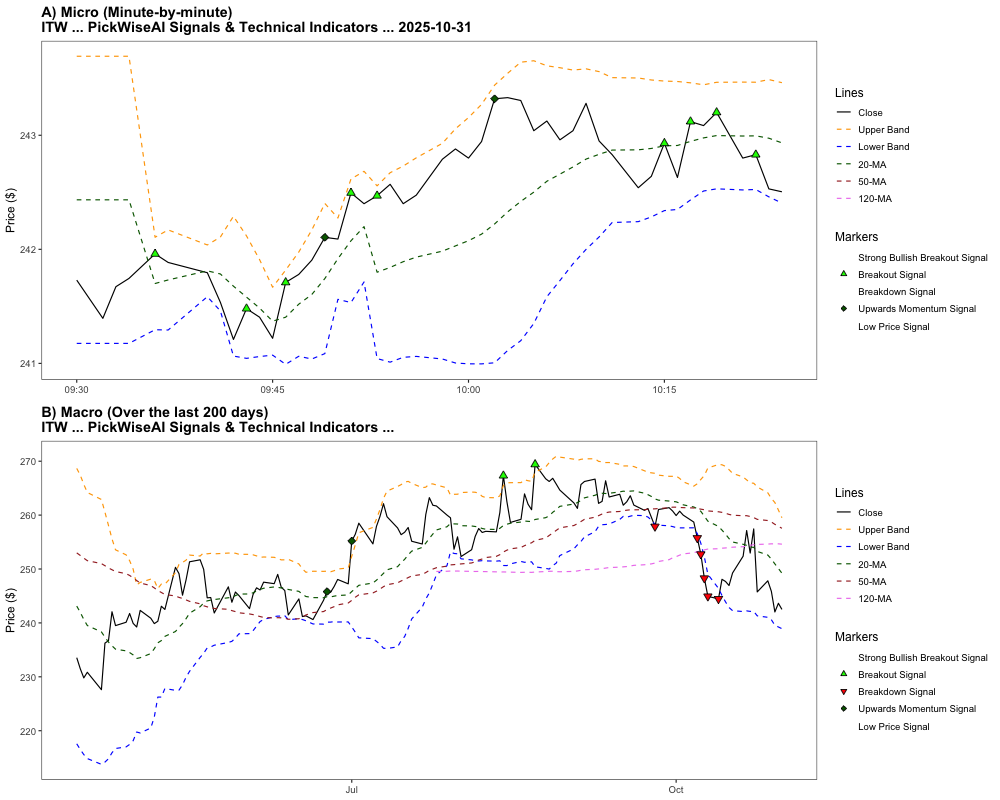 A) Micro (Minute-by-minute)
ITW ... PickWiseAI Signals & Technical Indicators ... 2025-10-31
Price ($)
243
242
241
09:30
09:45
10:00
10:15
Lines
Close
Upper Band
Lower Band
20-MA
50-MA
120-MA
Markers
Strong Bullish Breakout Signal
Breakout Signal
Breakdown Signal
Upwards Momentum Signal
Low Price Signal
B) Macro (Over the last 200 days)
ITW ... PickWiseAI Signals & Technical Indicators ...
Price ($)
270
260
250
240
230
220
Jul
Oct
Lines
Close
Upper Band
Lower Band
20-MA
50-MA
120-MA
Markers
Strong Bullish Breakout Signal
Breakout Signal
Breakdown Signal
Upwards Momentum Signal
Low Price Signal